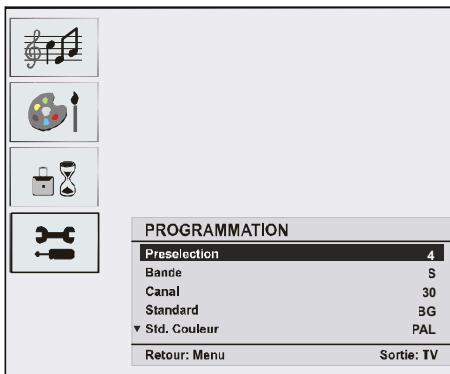 PROGRAMMATION
Preselection 4
Bande S
Canal 30
Standard BG
▼ Std. Couleur PAL
Retour: Menu Sortie: TV